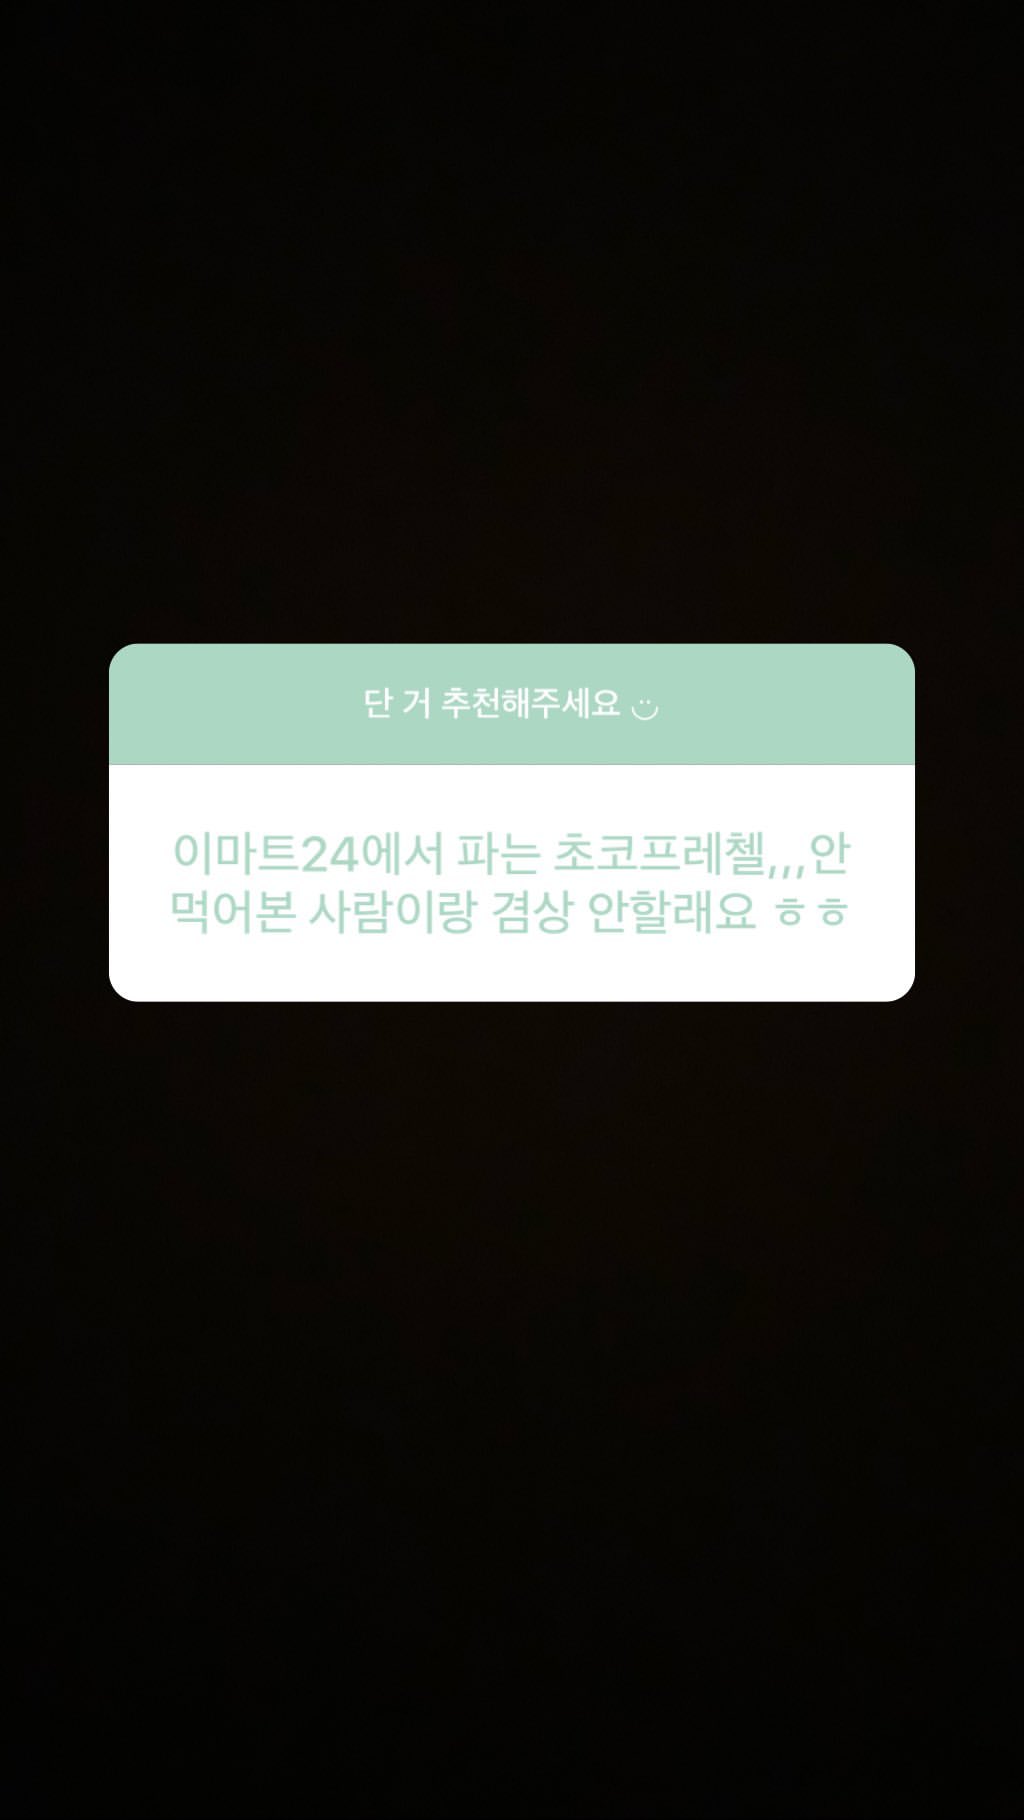 단 거 추천해주세요 ت
이마트24에서 파는 초코프레첼,,,안
먹어본 사람이랑 겸상 안할래요 ㅎㅎ